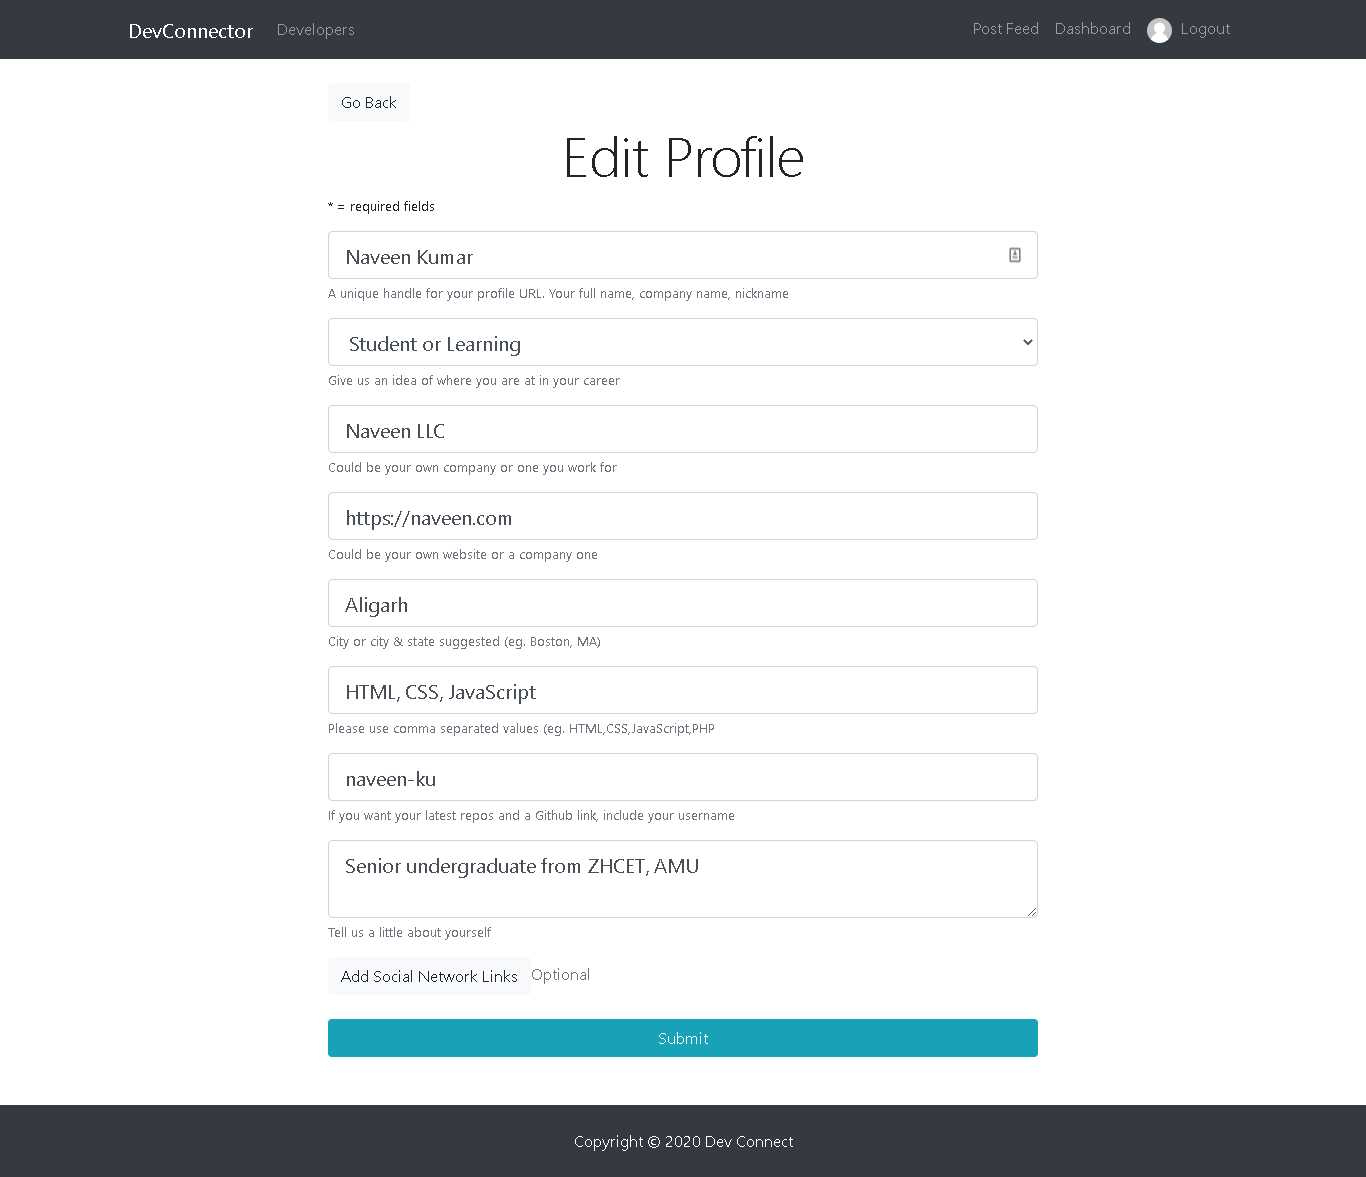 DevConnector Developers Post Feed Dashboard Logout
Go Back
Edit Profile
* = required fields
Naveen Kumar
A unique handle for your profile URL. Your full name, company name, nickname
Student or Learning
Give us an idea of where you are at in your career
Naveen LLC
Could be your own company or one you work for
https://naveen.com
Could be your own website or a company one
Aligarh
City or city & state suggested (eg. Boston, MA)
HTML, CSS, JavaScript
Please use comma separated values (eg. HTML,CSS,JavaScript,PHP
naveen-ku
If you want your latest repos and a Github link, include your username
Senior undergraduate from ZHCET, AMU
Tell us a little about yourself
Add Social Network Links Optional
Submit
Copyright © 2020 Dev Connect